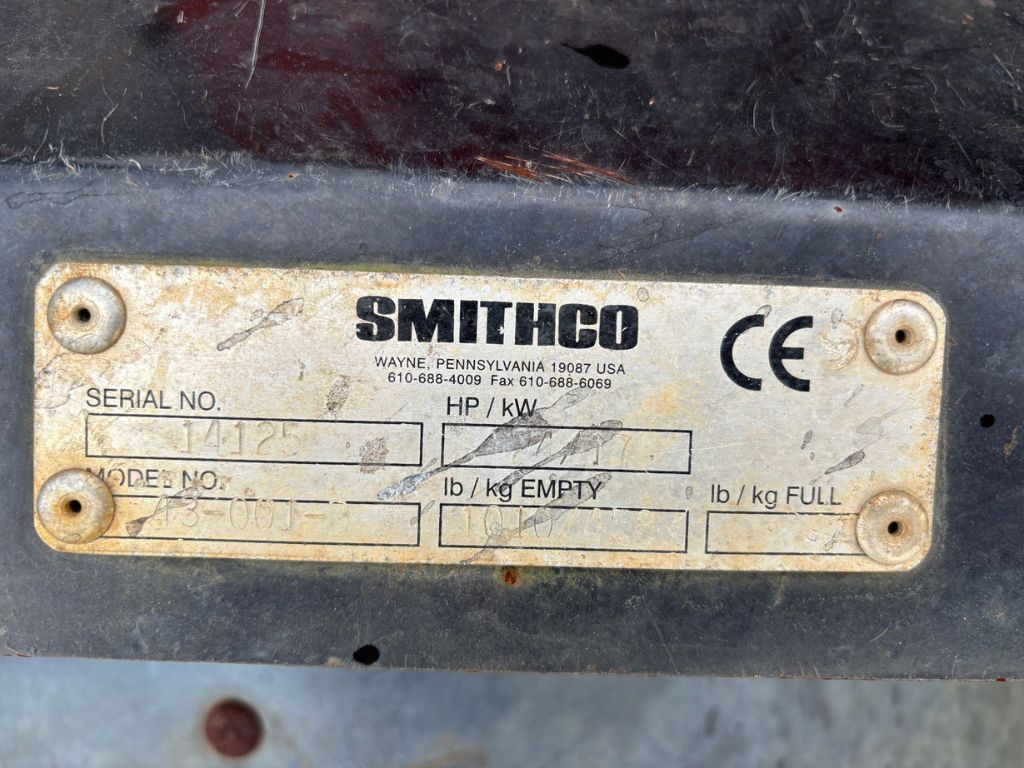 SMITHCO
CE
WAYNE, PENNSYLVANIA 19087 USA
610-688-4009 Fax 610-688-6069
SERIAL NO. HP / kW
14125
MODEL NO. lb / kg EMPTY lb / kg FULL